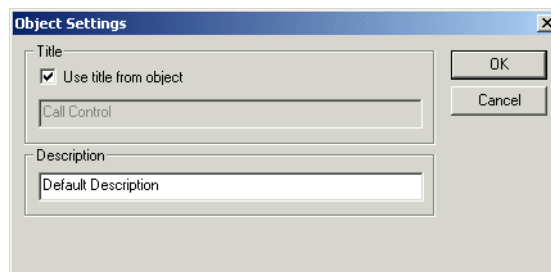 Object Settings
Title
Use title from object
OK
Call Control
Cancel
Description
Default Description